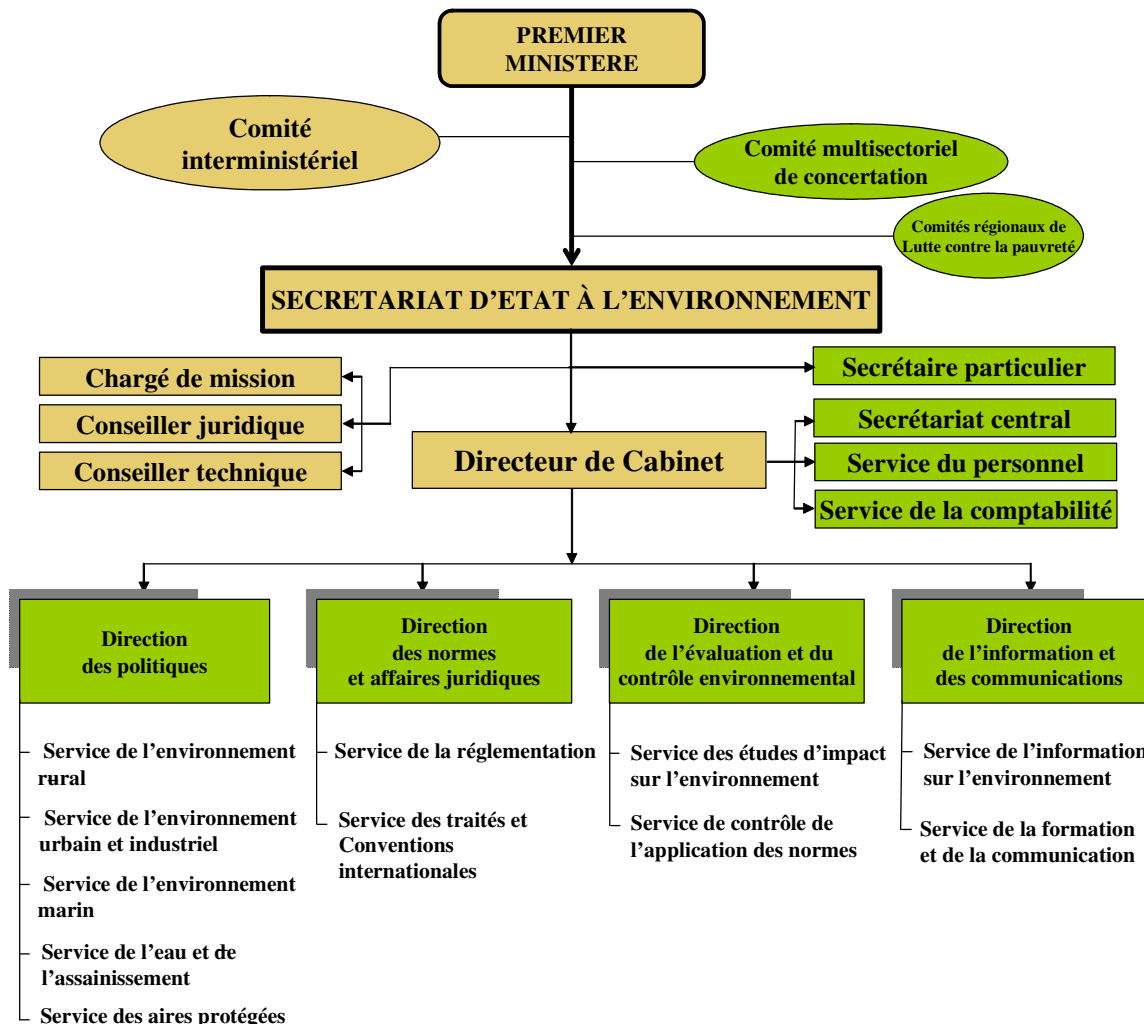 PREMIER
MINISTERE
Comité
interministériel
Comité multisectoriel
de concertation
Comités régionaux de
Lutte contre la pauvreté
SECRETARIAT D'ETAT À L'ENVIRONNEMENT
Chargé de mission
Conseiller juridique
Conseiller technique
Secrétaire particulier
Directeur de Cabinet
Secrétariat central
Service du personnel
Service de la comptabilité
Direction
des politiques
Service de l'environnement
rural
Service de l'environnement
urbain et industriel
Service de l'environnement
marin
Service de l'eau et de
l'assainissement
Service des aires protégées
Direction
des normes
et affaires juridiques
Service de la réglementation
Service des traités et
Conventions
internationales
Direction
de l'évaluation et du
contrôle environnemental
Service des études d'impact
sur l'environnement
Service de contrôle de
l'application des normes
Direction
de l'information et
des communications
Service de l'information
sur l'environnement
Service de la formation
et de la communication